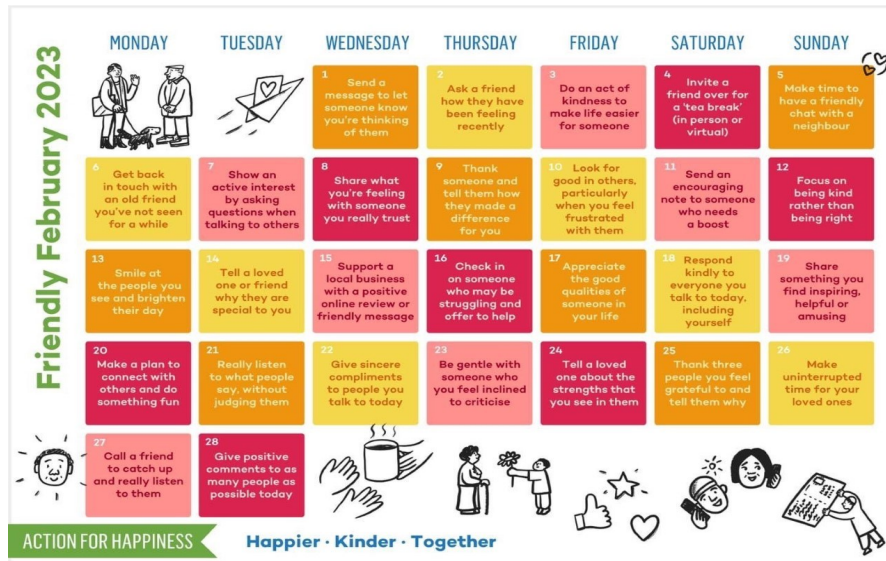 Friendly February 2023
MONDAY TUESDAY WEDNESDAY THURSDAY FRIDAY SATURDAY SUNDAY
1
Send a
message to let
someone know
you're thinking
of them
2
Ask a friend
how they have
been feeling
recently
3
Do an act of
kindness to
make life easier
for someone
4
Invite a
friend over for
a 'tea break'
(in person or
virtual)
5
Make time to
have a friendly
chat with a
neighbour
6
Get back
in touch with
an old friend
you've not seen
for a while
7
Show an
active interest
by asking
questions when
talking to others
8
Share what
you're feeling
with someone
you really trust
9
Thank
someone and
tell them how
they made a
difference
for you
10
Look for
good in others,
particularly
when you feel
frustrated
with them
11
Send an
encouraging
note to someone
who needs
a boost
12
Focus on
being kind
rather than
being right
13
Smile at
the people you
see and brighten
their day
14
Tell a loved
one or friend
why they are
special to you
15
Support a
local business
with a positive
online review or
friendly message
16
Check in
on someone
who may be
struggling and
offer to help
17
Appreciate
the good
qualities of
someone in
your life
18
Respond
kindly to
everyone you
talk to today,
including
yourself
19
Share
something you
find inspiring,
helpful or
amusing
20
Make a plan to
connect with
others and do
something fun
21
Really listen
to what people
say, without
judging them
22
Give sincere
compliments
to people you
talk to today
23
Be gentle with
someone who
you feel inclined
to criticise
24
Tell a loved
one about the
strengths that
you see in them
25
Thank three
people you feel
grateful to and
tell them why
26
Make
uninterrupted
time for your
loved ones
27
Call a friend
to catch up
and really listen
to them
28
Give positive
comments to as
many people as
possible today
ACTION FOR HAPPINESS
Happier · Kinder · Together